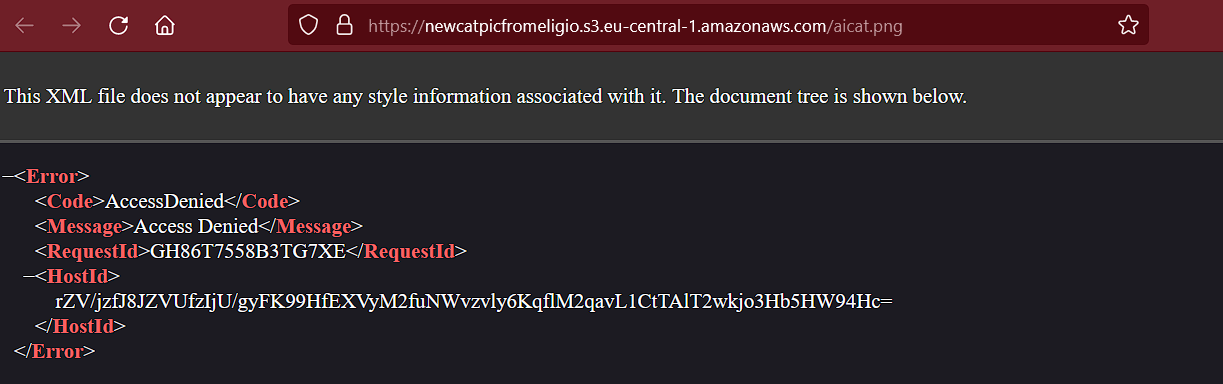 https://newcatpicfromeligio.s3.eu-central-1.amazonaws.com/aicat.png
This XML file does not appear to have any style information associated with it. The document tree is shown below.
—<Error>
<Code>AccessDenied</Code>
<Message>Access Denied</Message>
<RequestId>GH86T7558B3TG7XE</RequestId>
—<HostId>
rZV/jzfJ8JZVUfzIjU/gyFK99HfEXVyM2fuNWvzvly6KqflM2qavL1CtTAlT2wkjo3Hb5HW94Hc=
</HostId>
</Error>